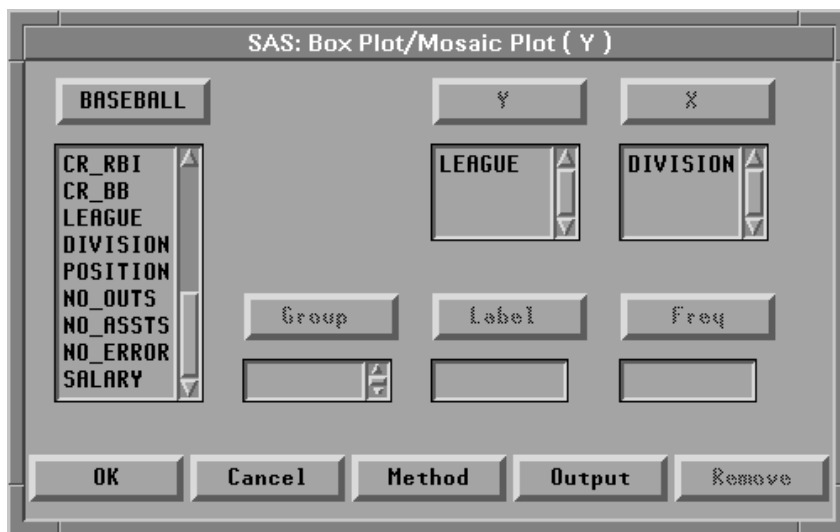 SAS: Box Plot/Mosaic Plot ( Y )
BASEBALL
Y
X
CR_RBI
CR_BB
LEAGUE
DIVISION
POSITION
NO_OUTS
NO_ASSTS
NO_ERROR
SALARY
LEAGUE
DIVISION
Group
Label
Freq
OK
Cancel
Method
Output
Remove